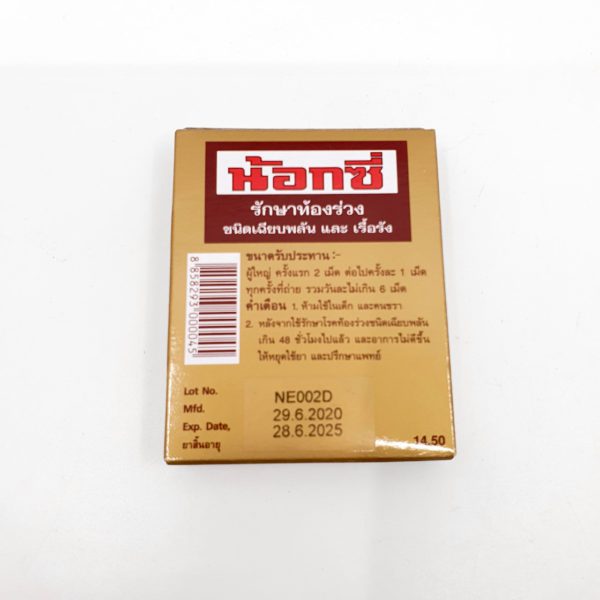 น้อกซี่
รักษาท้องร่วง
ชนิดเฉียบพลัน และ เรื้อรัง
ขนาดรับประทาน :-
ผู้ใหญ่ ครั้งแรก 2 เม็ด ต่อไปครั้งละ 1 เม็ด
ทุกครั้งที่ถ่าย รวมวันละไม่เกิน 6 เม็ด
คำเตือน 1. ห้ามใช้ในเด็ก และคนชรา
2. หลังจากใช้รักษาโรคท้องร่วงชนิดเฉียบพลัน
เกิน 48 ชั่วโมงไปแล้ว และอาการไม่ดีขึ้น
ให้หยุดใช้ยา และปรึกษาแพทย์
8 858293 000045
Lot No. NE002D
Mfd. 29.6.2020
Exp. Date, 28.6.2025
ยาสิ้นอายุ
14.50